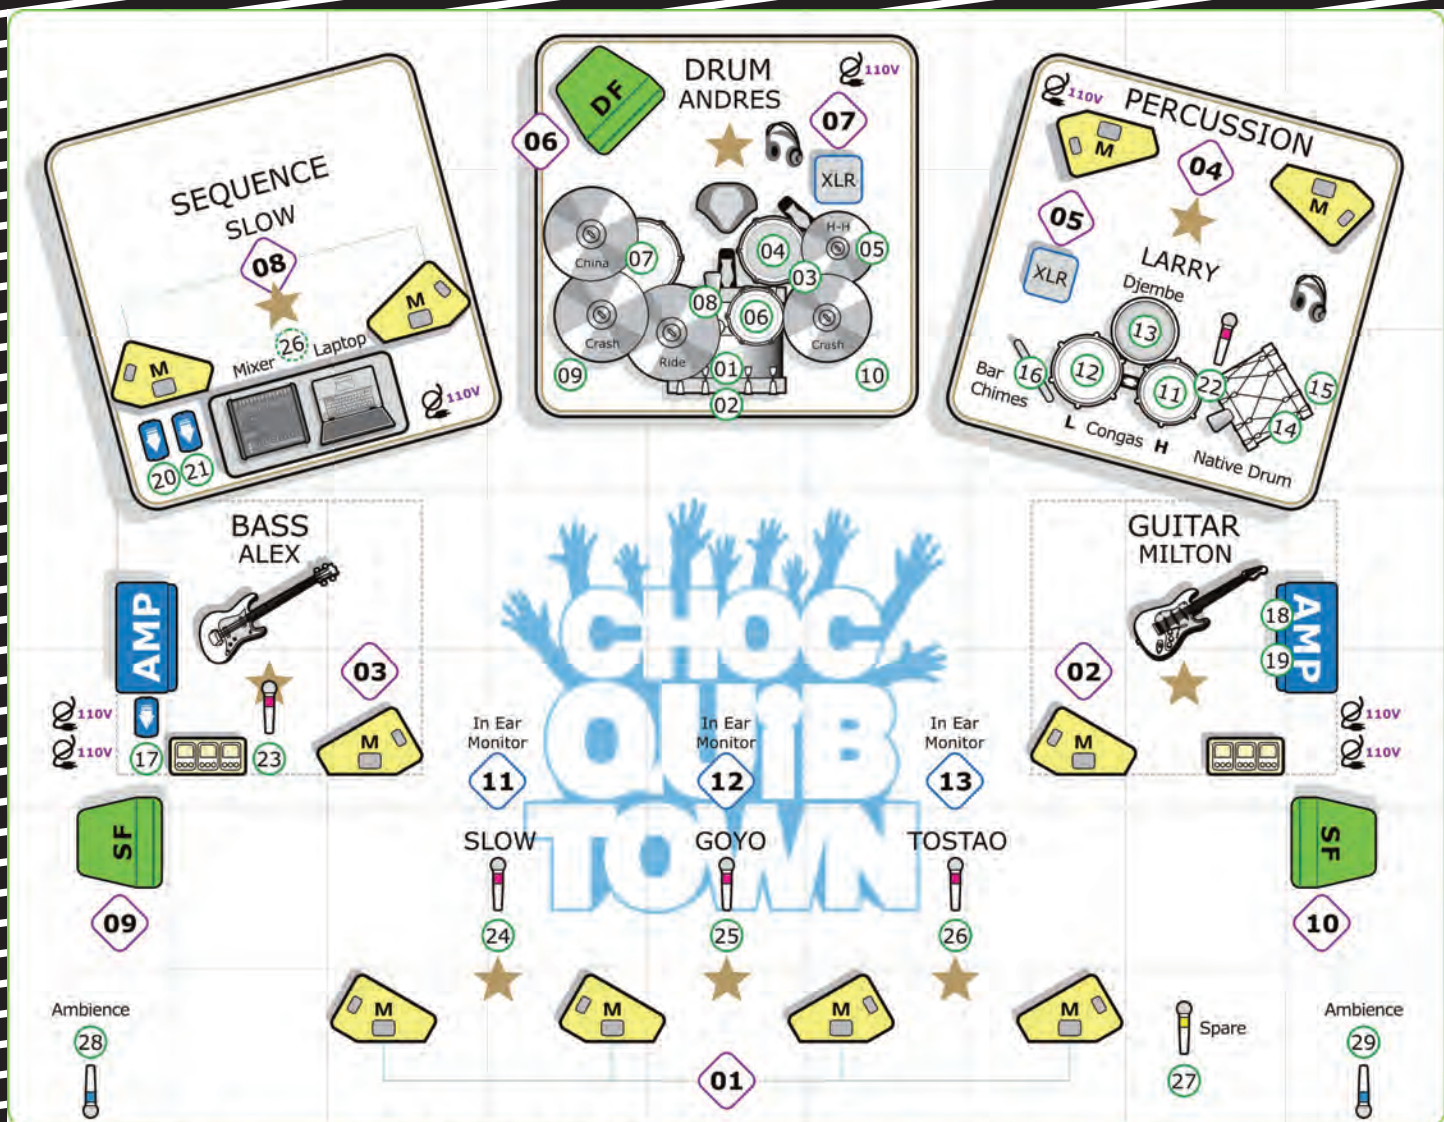 SEQUENCE
SLOW
08
M
M
Mixer
26
Laptop
110V
20
21
DF
DRUM
ANDRES
110V
06
07
XLR
China
07
04
H-H
05
03
08
06
Crash
Ride
Crash
09
01
10
02
110V
PERCUSSION
M
04
M
05
XLR
LARRY
Djembe
13
Bar
Chimes
16
12
11
22
15
14
L Congas H
Native Drum
BASS
ALEX
AMP
03
110V
110V
17
23
M
CHOC
QUIB
TOWN
GUITAR
MILTON
18
19
AMP
02
M
110V
110V
In Ear
Monitor
11
In Ear
Monitor
12
In Ear
Monitor
13
SF
09
SLOW
GOYO
TOSTAO
24
25
26
SF
10
M
M
M
M
01
Ambience
28
Spare
27
Ambience
29